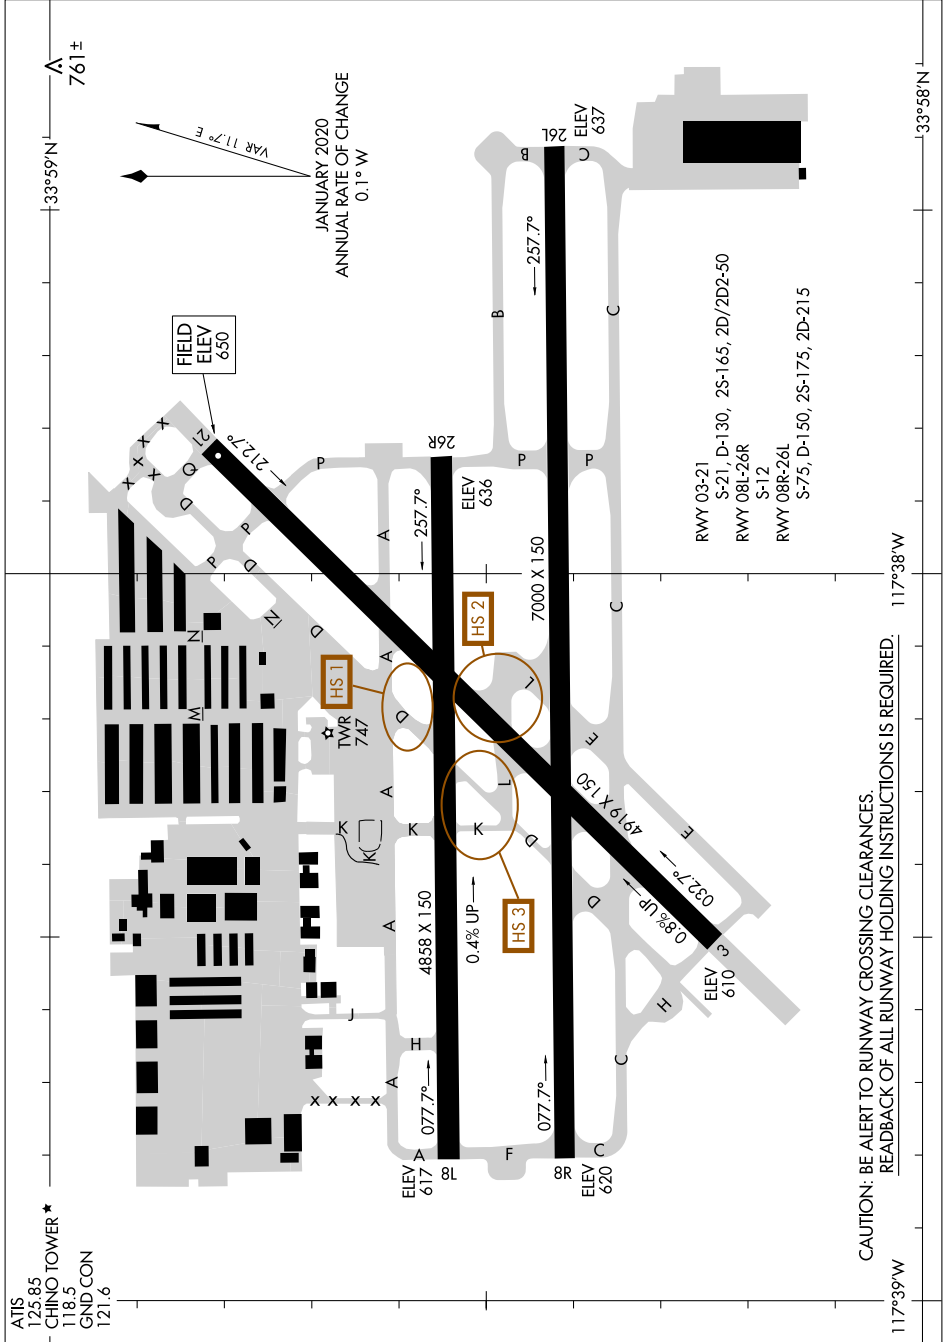 ATIS
125.85
CHINO TOWER ★
118.5
GND CON
121.6
761±
33°59'N
33°58'N
VAR 11.7° E
JANUARY 2020
ANNUAL RATE OF CHANGE
0.1° W
FIELD
ELEV
650
21
212.7°
X
X
X
X
X
Q
D
P
P
D
P
N
N
M
D
A
A
257.7°
26R
ELEV
636
P
P
B
B
26L
ELEV
637
C
257.7°
C
C
7000 X 150
117°38'W
HS 1
HS 2
HS 3
TWR
747
D
L
L
K
K
K
K
A
A
D
D
E
E
4919 X 150
032.7°
0.8% UP
3
ELEV
610
H
4858 X 150
0.4% UP
J
H
A
X X X X
077.7°
077.7°
A
ELEV
617
8L
F
8R
ELEV
620
C
C
RWY 03-21
S-21, D-130, 2S-165, 2D/2D2-50
RWY 08L-26R
S-12
RWY 08R-26L
S-75, D-150, 2S-175, 2D-215
CAUTION: BE ALERT TO RUNWAY CROSSING CLEARANCES.
READBACK OF ALL RUNWAY HOLDING INSTRUCTIONS IS REQUIRED.
117°39'W